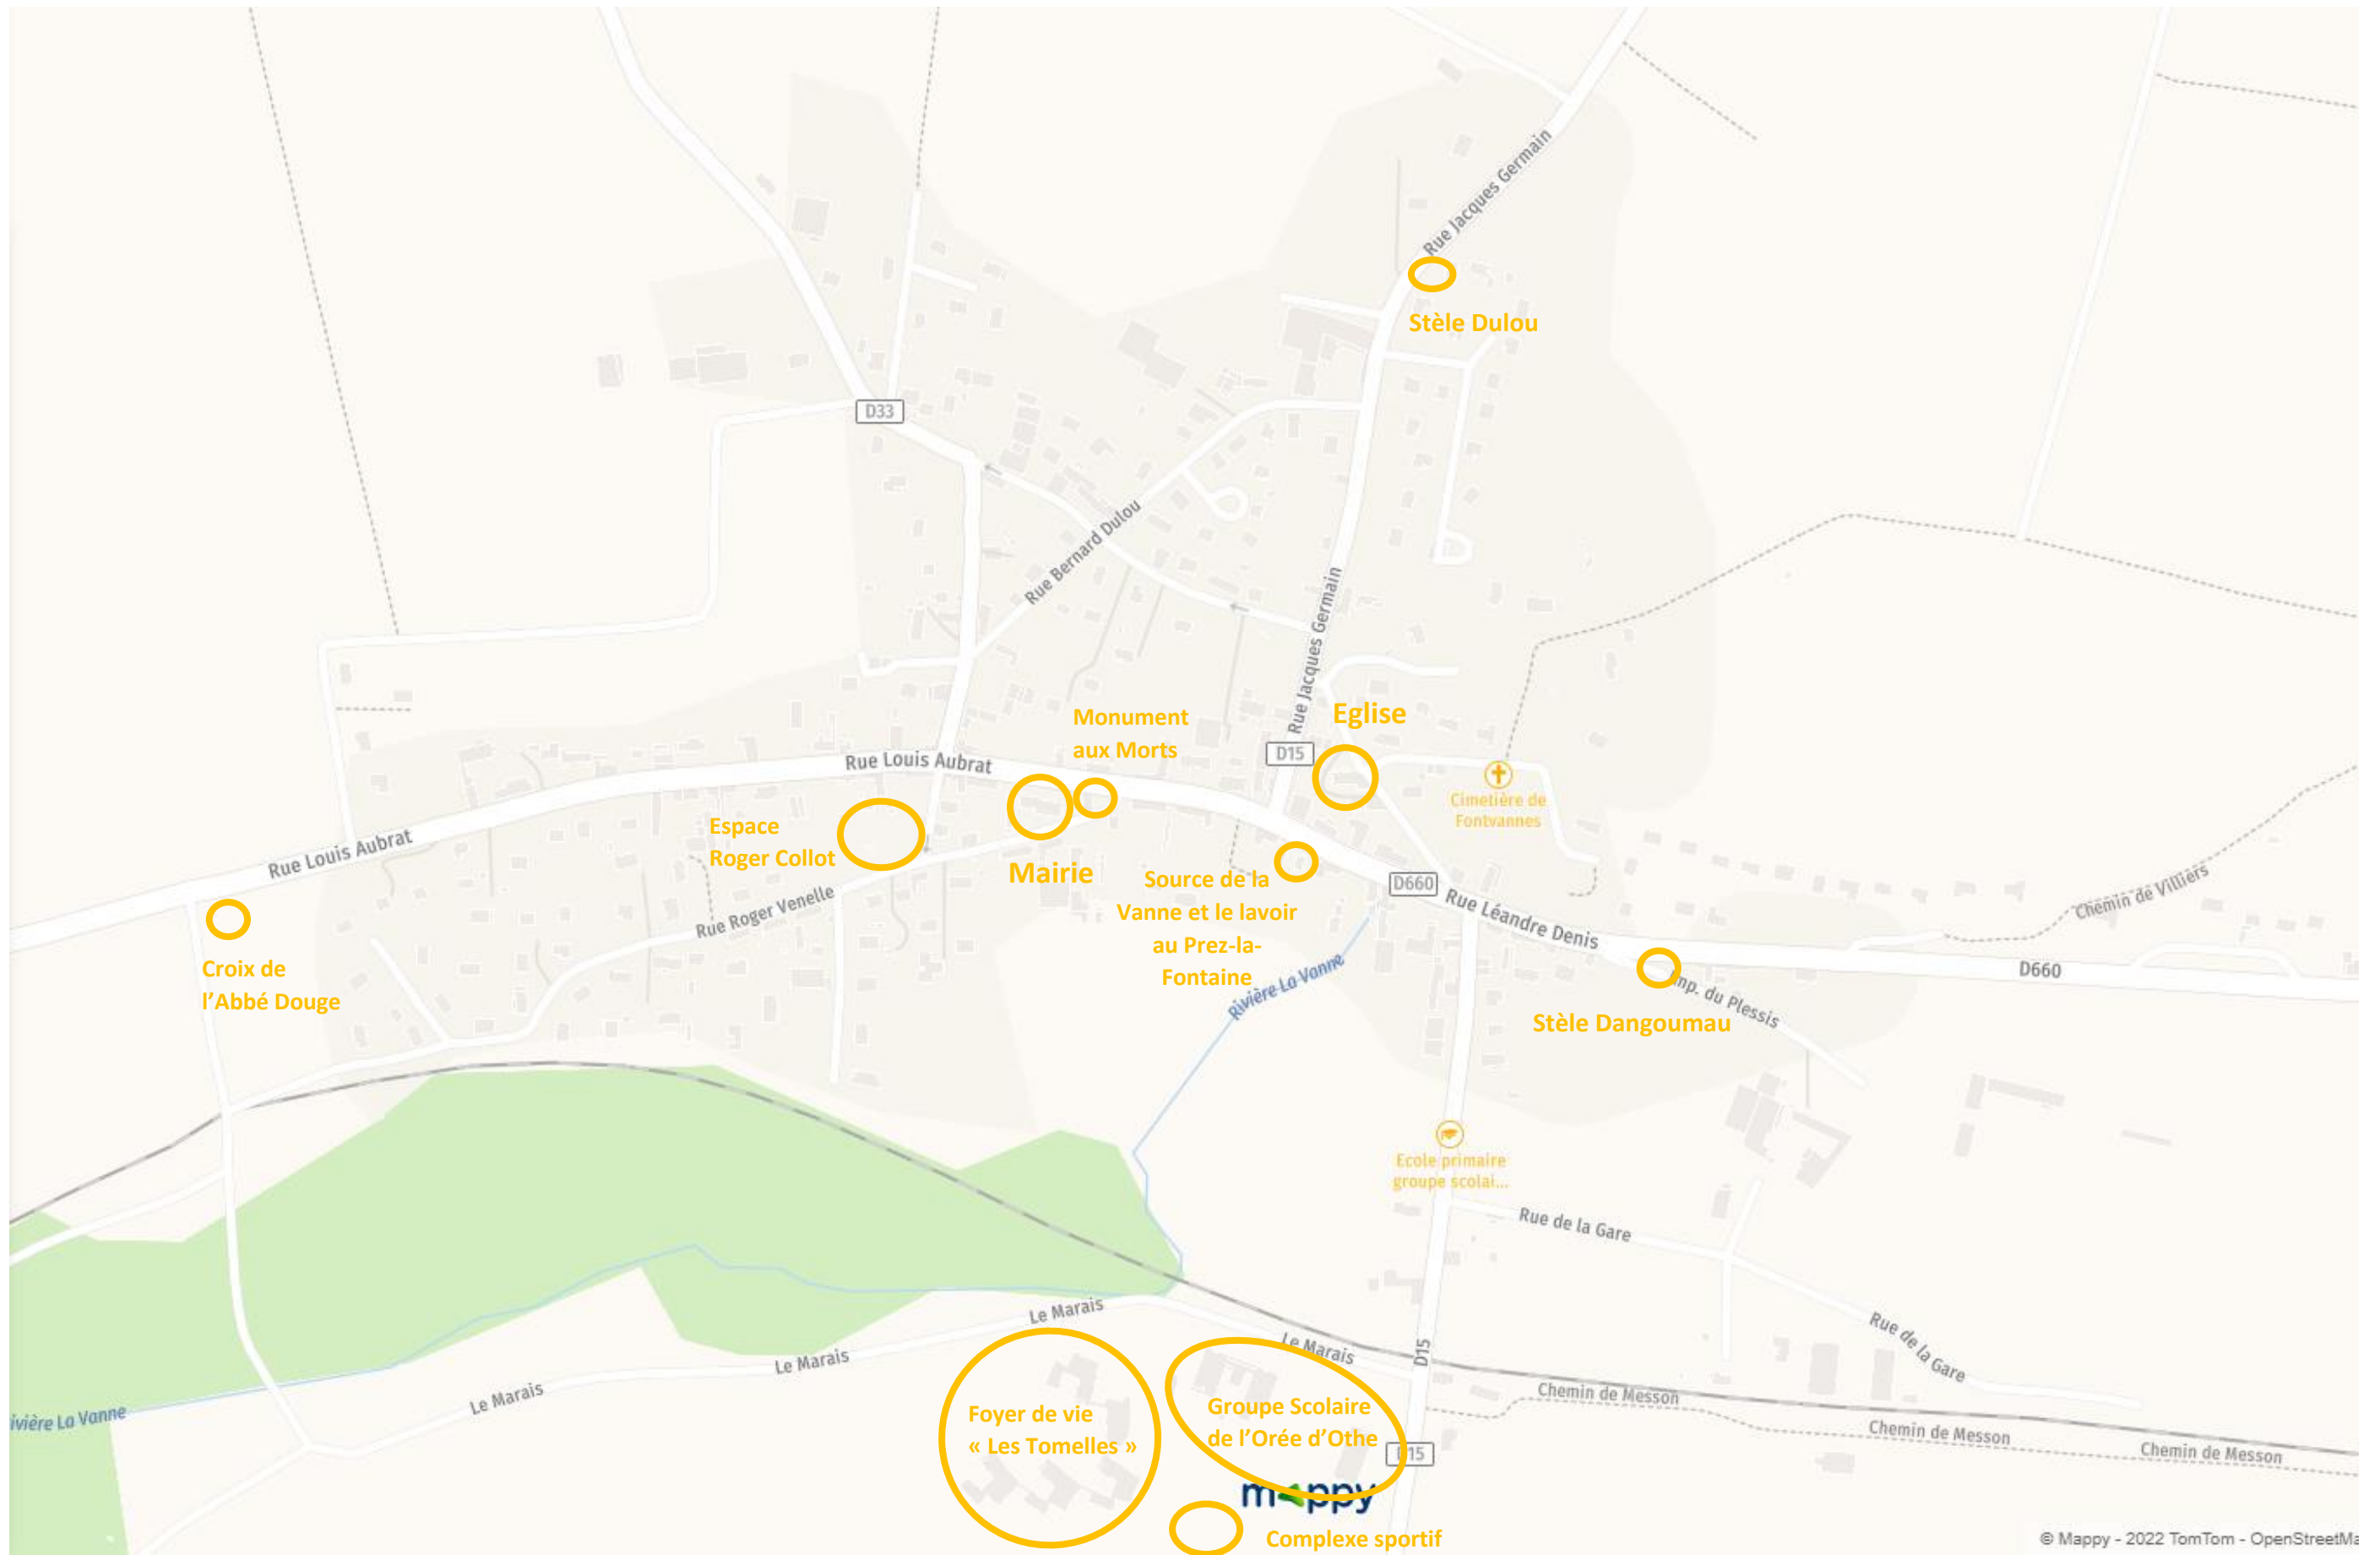 Rue Jacques Germain
Stèle Dulou
D33
Rue Bernard Dulou
Rue Jacques Germain
Monument
aux Morts
Eglise
D15
Rue Louis Aubrat
Cimetière de
Fontvannes
Espace
Roger Collot
Rue Louis Aubrat
Mairie
Source de la
Vanne et le lavoir
au Prez-la-
Fontaine
D660
Rue Léandre Denis
Chemin de Villiers
Rue Roger Venelle
Croix de
l’Abbé Douge
Rivière La Vanne
D660
Imp. du Plessis
Stèle Dangoumau
Ecole primaire
groupe scolai...
Rue de la Gare
Le Marais
Le Marais
D15
Rue de la Gare
Le Marais
Le Marais
Chemin de Messon
Foyer de vie
« Les Tomelles »
Groupe Scolaire
de l’Orée d’Othe
ivière La Vanne
Chemin de Messon
Chemin de Messon
D15
mappy
Complexe sportif
© Mappy - 2022 TomTom - OpenStreetMa